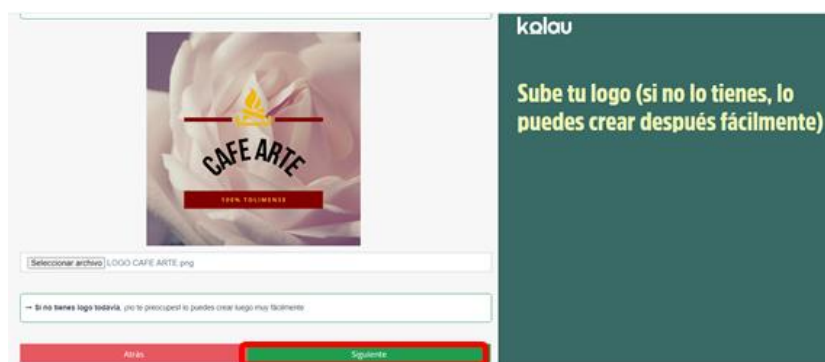 CAFE ARTE
100% TOLIMENSE
Seleccionar archivo LOGO CAFE ARTE.png
→ Si no tienes logo todavía, ¡no te preocupes! lo puedes crear luego muy fácilmente
Atrás
Siguiente
kolau
Sube tu logo (si no lo tienes, lo
puedes crear después fácilmente)